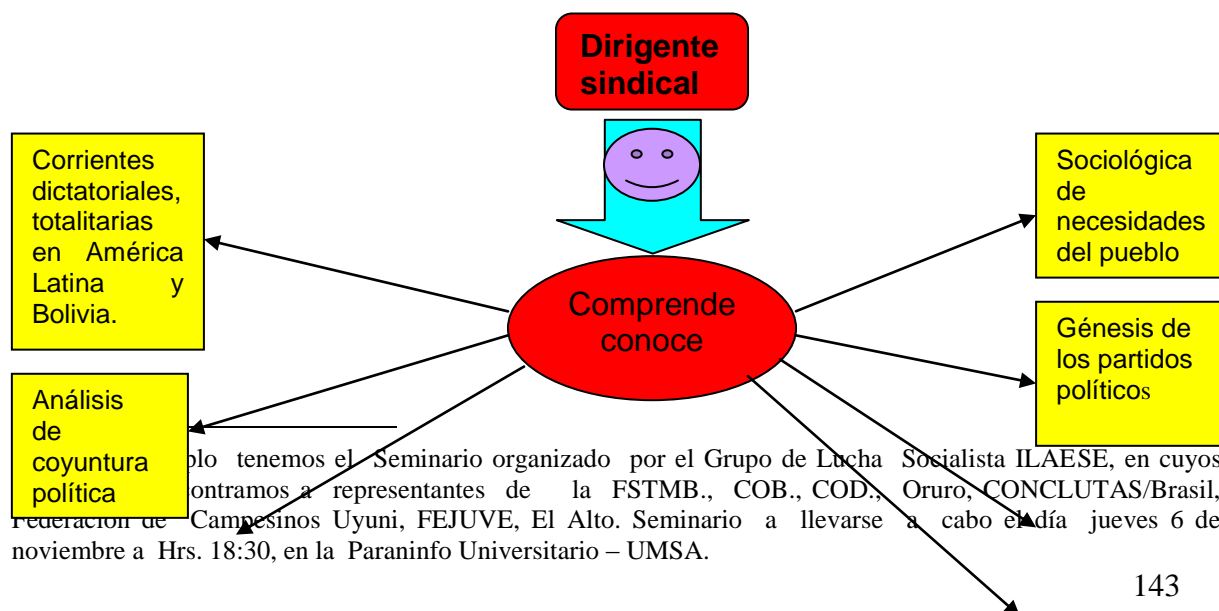 Dirigente
sindical
Corrientes
dictatoriales,
totalitarias
en América
Latina y
Bolivia.
Sociológica
de
necesidades
del pueblo
Comprende
conoce
Génesis de
los partidos
políticos
Análisis
de
coyuntura
política
tenemos el Seminario organizado por el Grupo de Lucha Socialista ILAESE, en cuyos
a representantes de la FSTMB., COB., COD., Oruro, CONCLUTAS/Brasil,
Federación de Campesinos Uyuni, FEJUVE, El Alto. Seminario a llevarse a cabo el día jueves 6 de
noviembre a Hrs. 18:30, en la Paraninfo Universitario – UMSA.
143